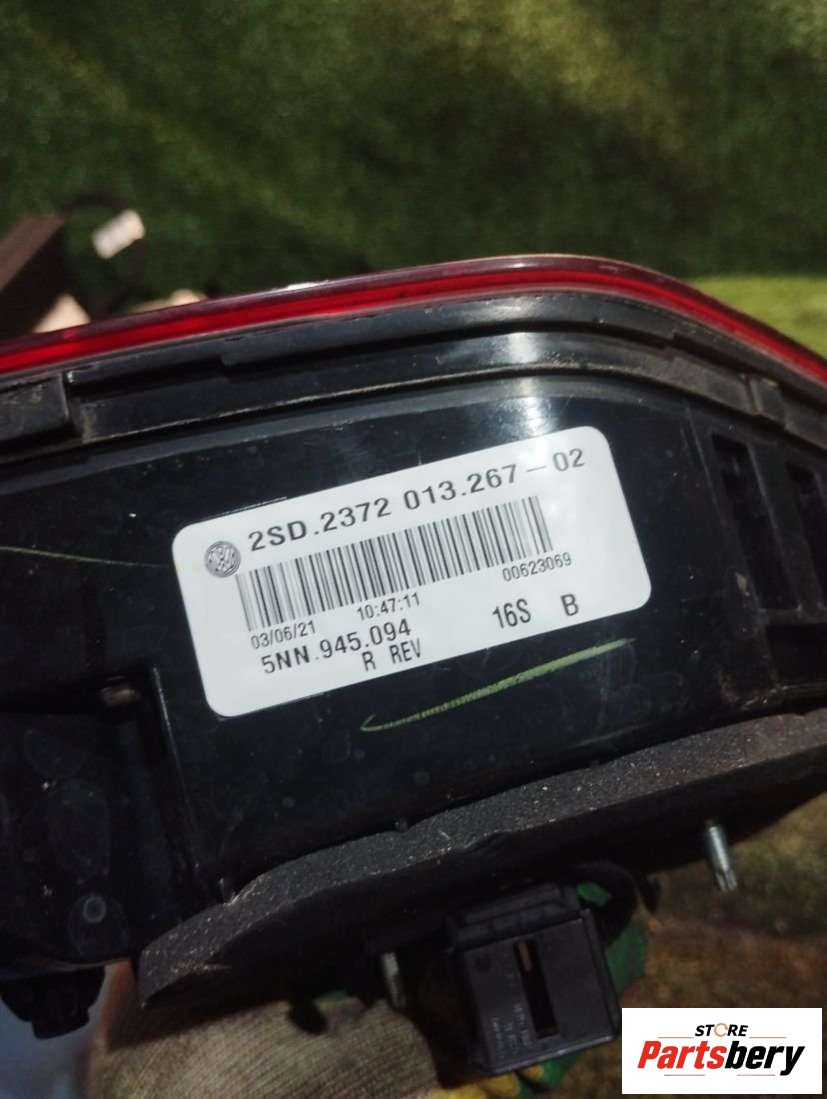 2SD.2372 013.267-02
03/06/21 10:47:11 00623069
5NN.945.094 16S B
R REV
STORE
Partsbery